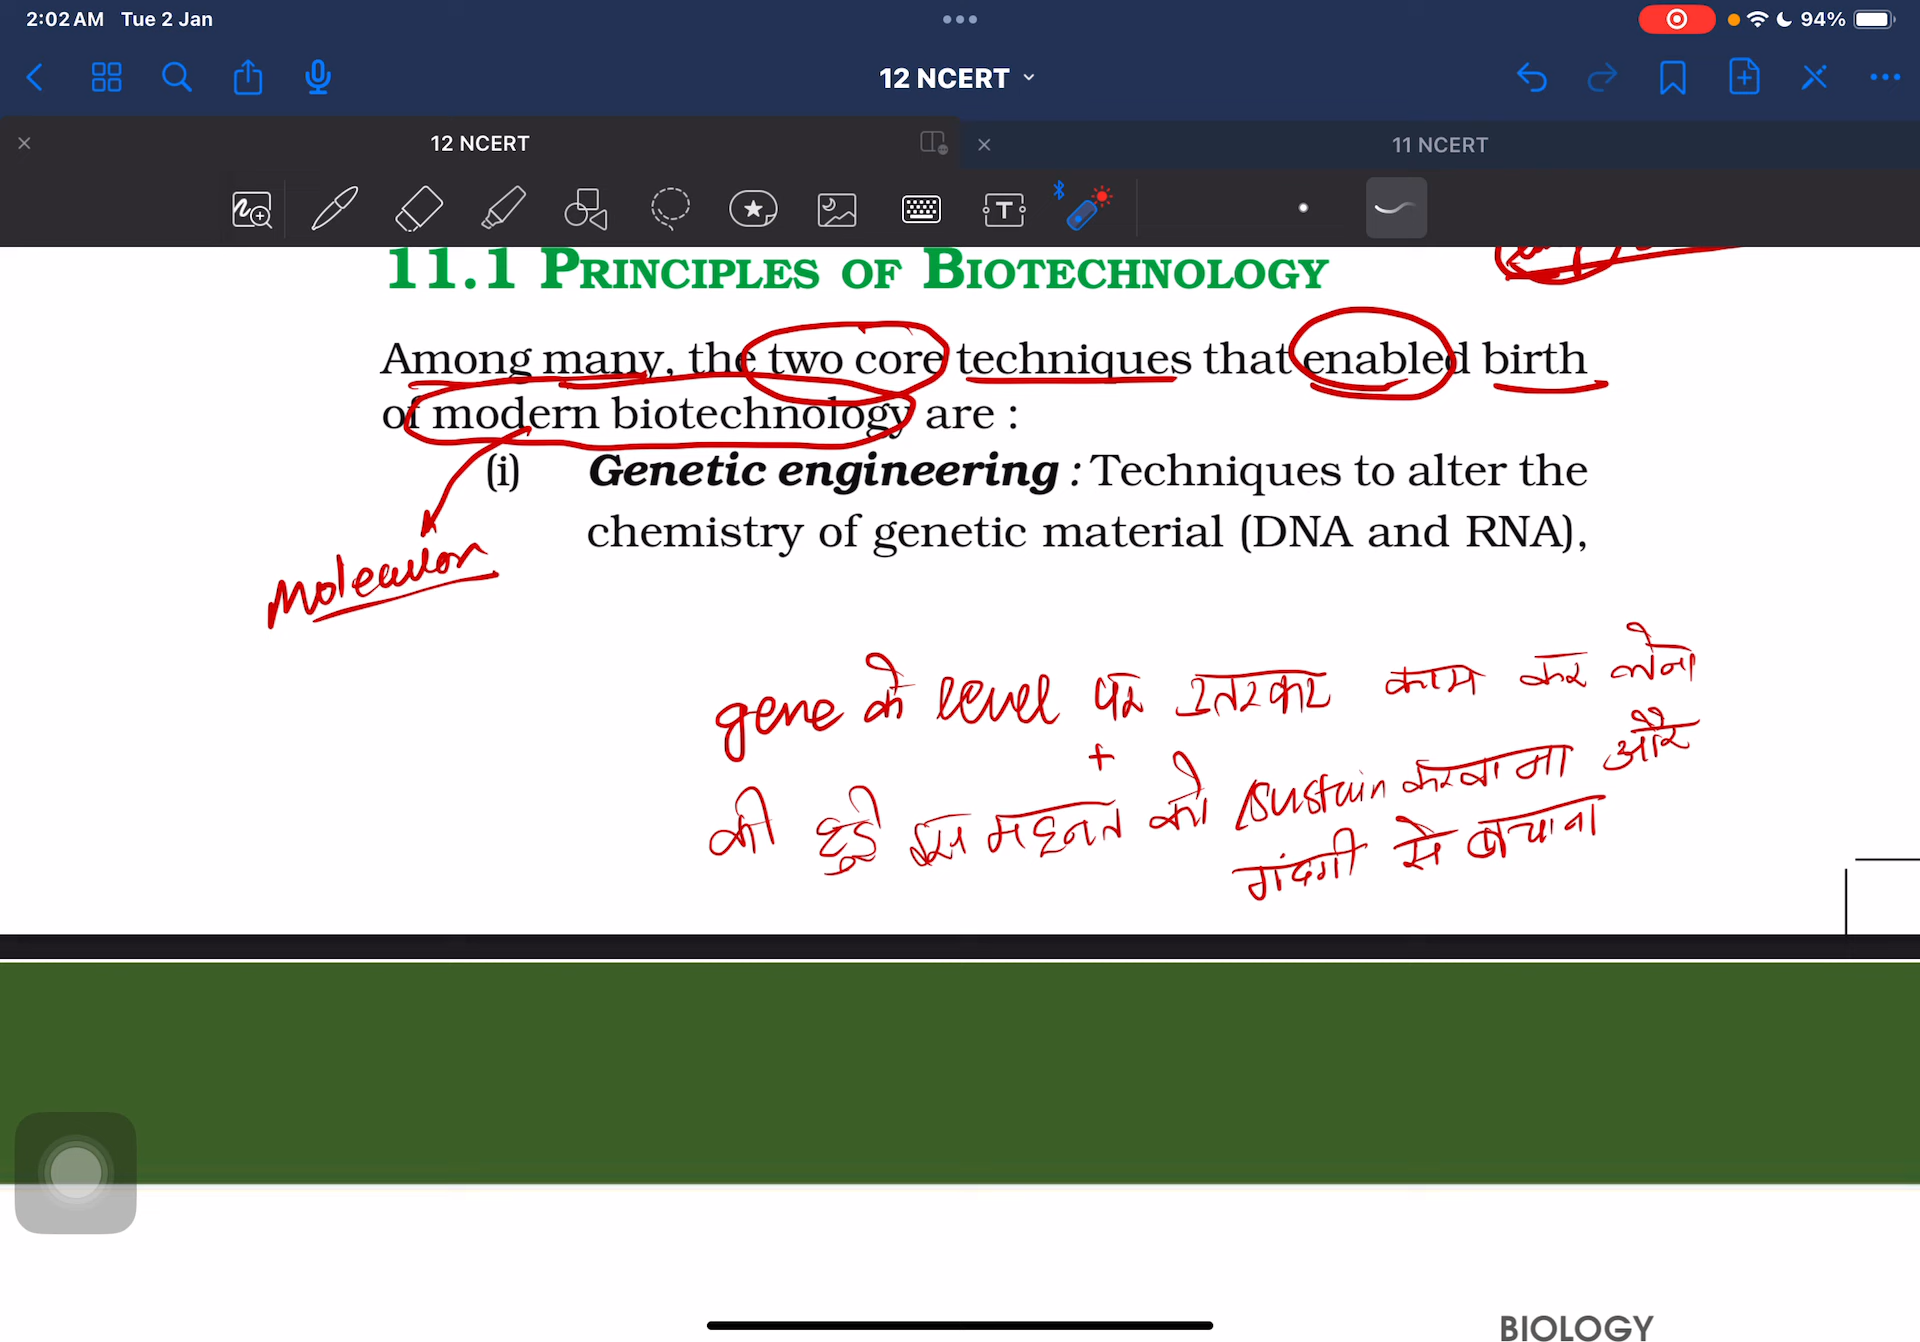 2:02 AM Tue 2 Jan
94%
12 NCERT
12 NCERT
11 NCERT
T
11.1 PRINCIPLES OF BIOTECHNOLOGY
Among many, the two core techniques that enabled birth
of modern biotechnology are :
(i) Genetic engineering : Techniques to alter the
chemistry of genetic material (DNA and RNA),
Molecular
gene के level पर उतरकर काम कर लेना
+
की हुई इस मेहनत को sustain करवाना और
गंदगी से बचाना
BIOLOGY